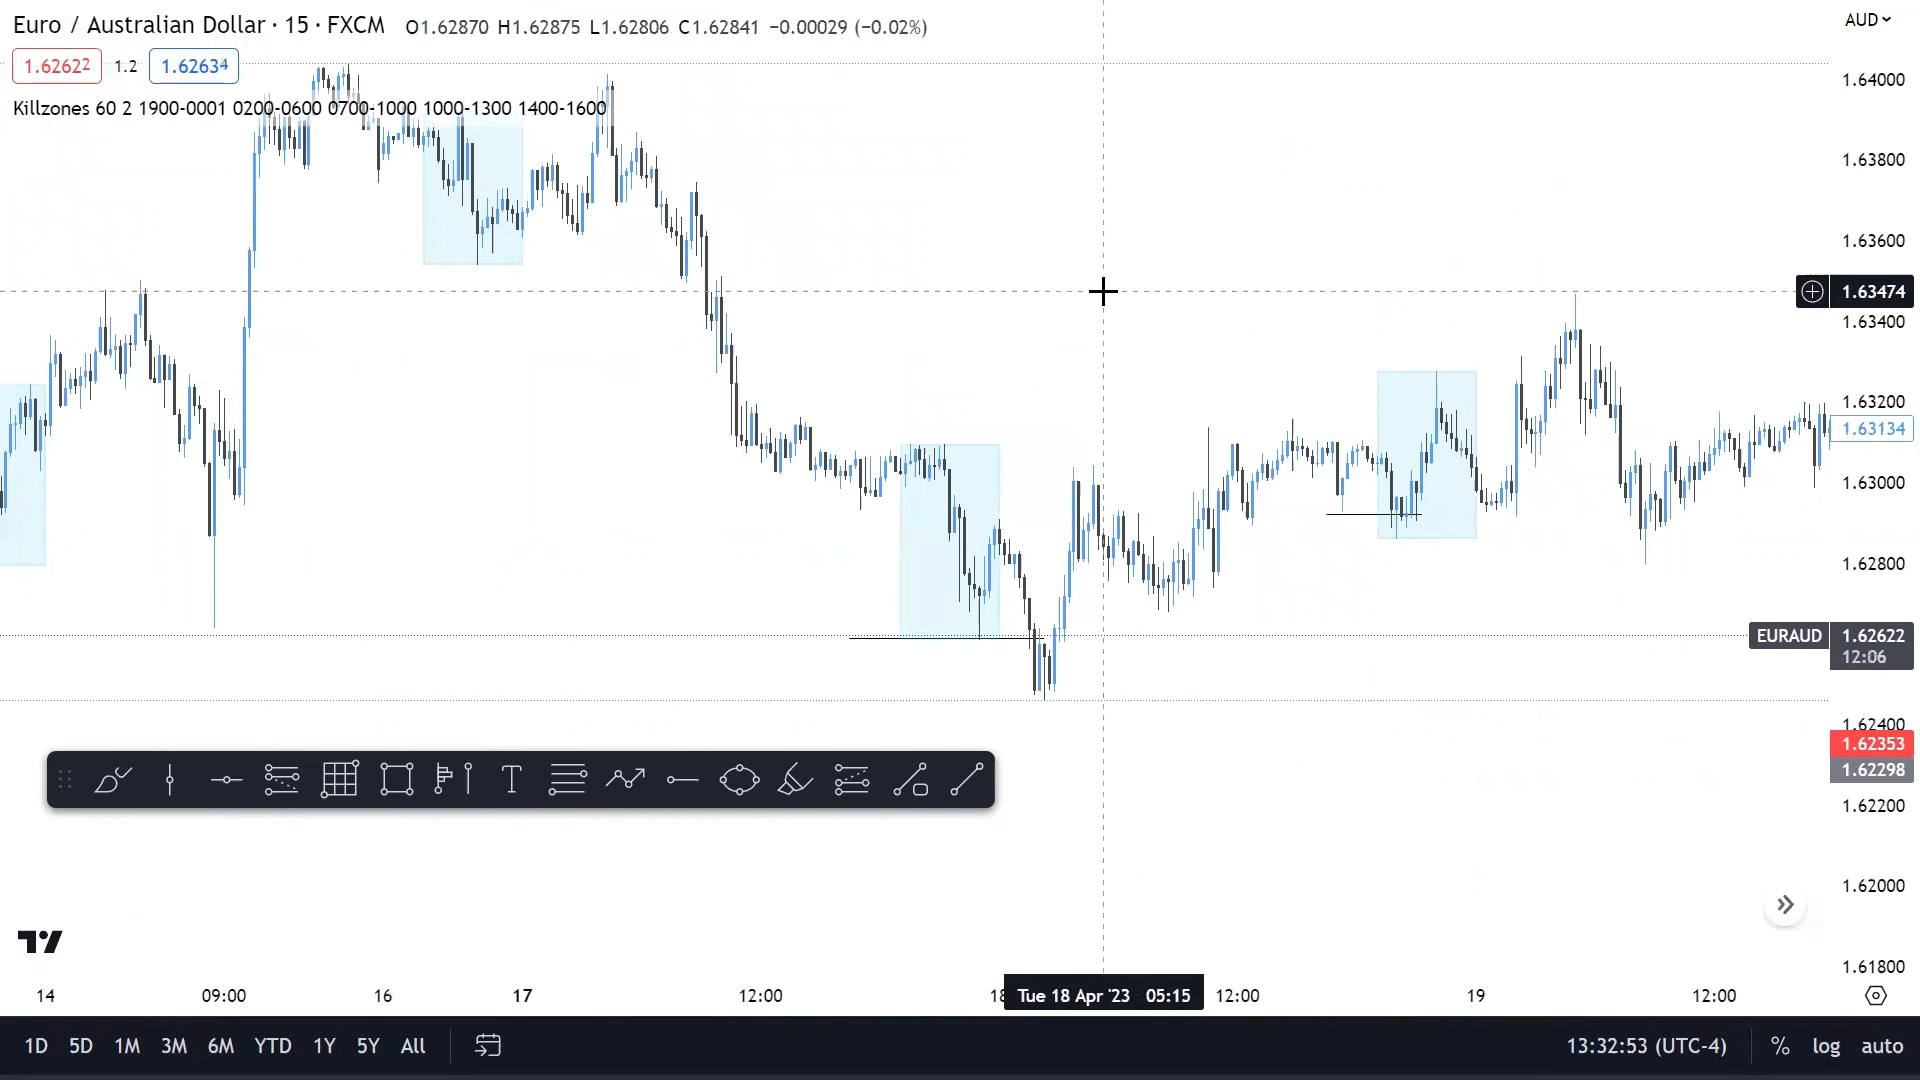 Euro / Australian Dollar · 15 · FXCM O1.62870 H1.62875 L1.62806 C1.62841 −0.00029 (−0.02%)
AUD
1.62622 1.2 1.62634
Killzones 60 2 1900-0001 0200-0600 0700-1000 1000-1300 1400-1600
1.64000
1.63800
1.63600
1.63474
1.63400
1.63200
1.63134
1.63000
1.62800
EURAUD 1.62622
12:06
1.62400
1.62353
1.62298
1.62200
1.62000
1.61800
14 09:00 16 17 12:00 18 Tue 18 Apr '23 05:15 12:00 19 12:00
1D 5D 1M 3M 6M YTD 1Y 5Y All 13:32:53 (UTC-4) % log auto